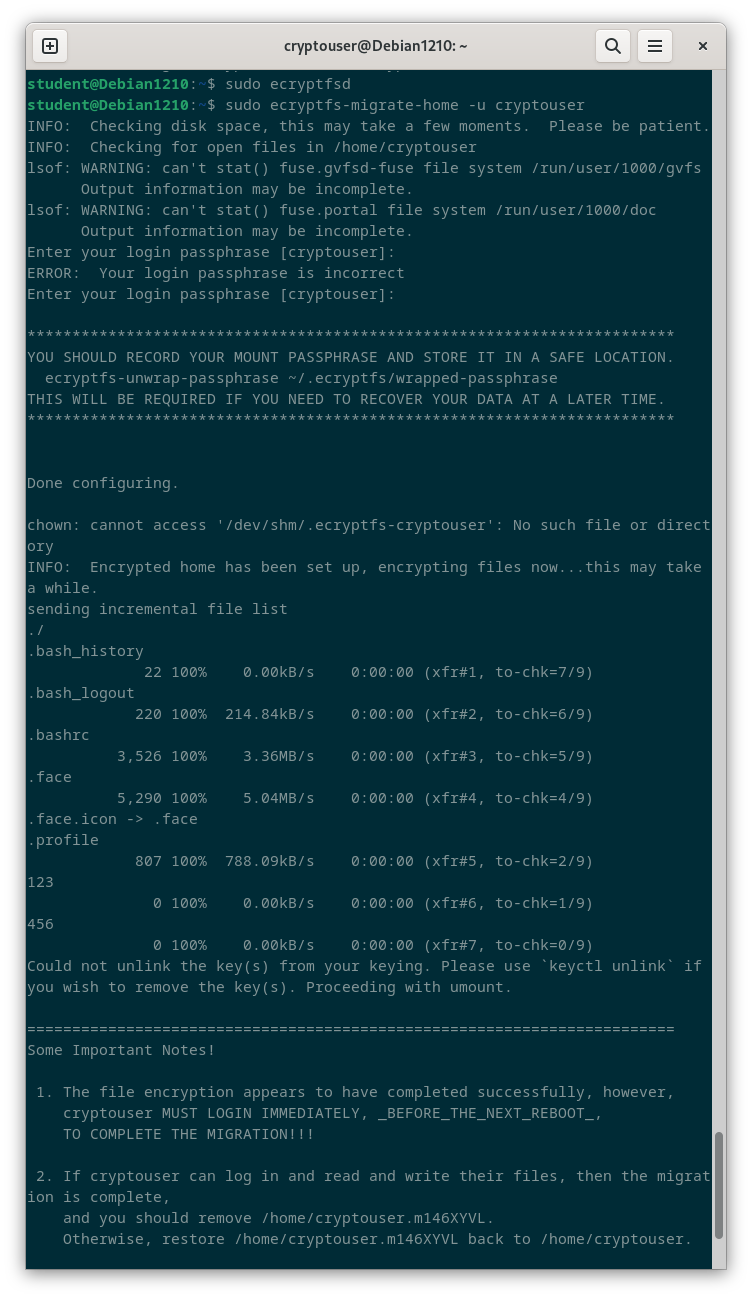 cryptouser@Debian1210: ~
student@Debian1210:~$ sudo ecryptfsd
student@Debian1210:~$ sudo ecryptfs-migrate-home -u cryptouser
INFO:  Checking disk space, this may take a few moments.  Please be patient.
INFO:  Checking for open files in /home/cryptouser
lsof: WARNING: can't stat() fuse.gvfsd-fuse file system /run/user/1000/gvfs
      Output information may be incomplete.
lsof: WARNING: can't stat() fuse.portal file system /run/user/1000/doc
      Output information may be incomplete.
Enter your login passphrase [cryptouser]:
ERROR:  Your login passphrase is incorrect
Enter your login passphrase [cryptouser]:
************************************************************************
YOU SHOULD RECORD YOUR MOUNT PASSPHRASE AND STORE IT IN A SAFE LOCATION.
  ecryptfs-unwrap-passphrase ~/.ecryptfs/wrapped-passphrase
THIS WILL BE REQUIRED IF YOU NEED TO RECOVER YOUR DATA AT A LATER TIME.
************************************************************************
Done configuring.
chown: cannot access '/dev/shm/.ecryptfs-cryptouser': No such file or direct
ory
INFO:  Encrypted home has been set up, encrypting files now...this may take
a while.
sending incremental file list
./
.bash_history
             22 100%    0.00kB/s    0:00:00 (xfr#1, to-chk=7/9)
.bash_logout
            220 100%  214.84kB/s    0:00:00 (xfr#2, to-chk=6/9)
.bashrc
          3,526 100%    3.36MB/s    0:00:00 (xfr#3, to-chk=5/9)
.face
          5,290 100%    5.04MB/s    0:00:00 (xfr#4, to-chk=4/9)
.face.icon -> .face
.profile
            807 100%  788.09kB/s    0:00:00 (xfr#5, to-chk=2/9)
123
              0 100%    0.00kB/s    0:00:00 (xfr#6, to-chk=1/9)
456
              0 100%    0.00kB/s    0:00:00 (xfr#7, to-chk=0/9)
Could not unlink the key(s) from your keying. Please use `keyctl unlink` if
you wish to remove the key(s). Proceeding with umount.
========================================================================
Some Important Notes!
 1. The file encryption appears to have completed successfully, however,
    cryptouser MUST LOGIN IMMEDIATELY, _BEFORE_THE_NEXT_REBOOT_,
    TO COMPLETE THE MIGRATION!!!
 2. If cryptouser can log in and read and write their files, then the migrat
ion is complete,
    and you should remove /home/cryptouser.m146XYVL.
    Otherwise, restore /home/cryptouser.m146XYVL back to /home/cryptouser.